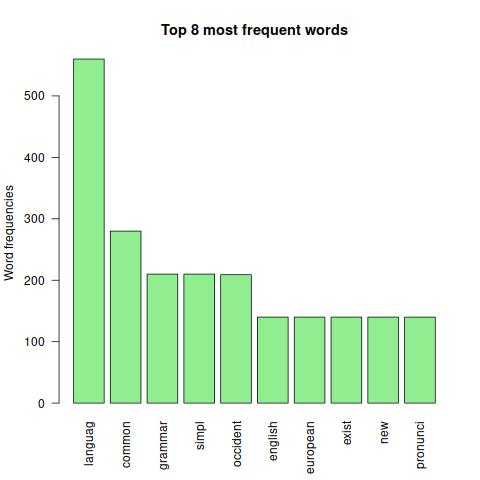 Top 8 most frequent words
Word frequencies
500
400
300
200
100
0
languag
common
grammar
simpl
occident
english
european
exist
new
pronunci